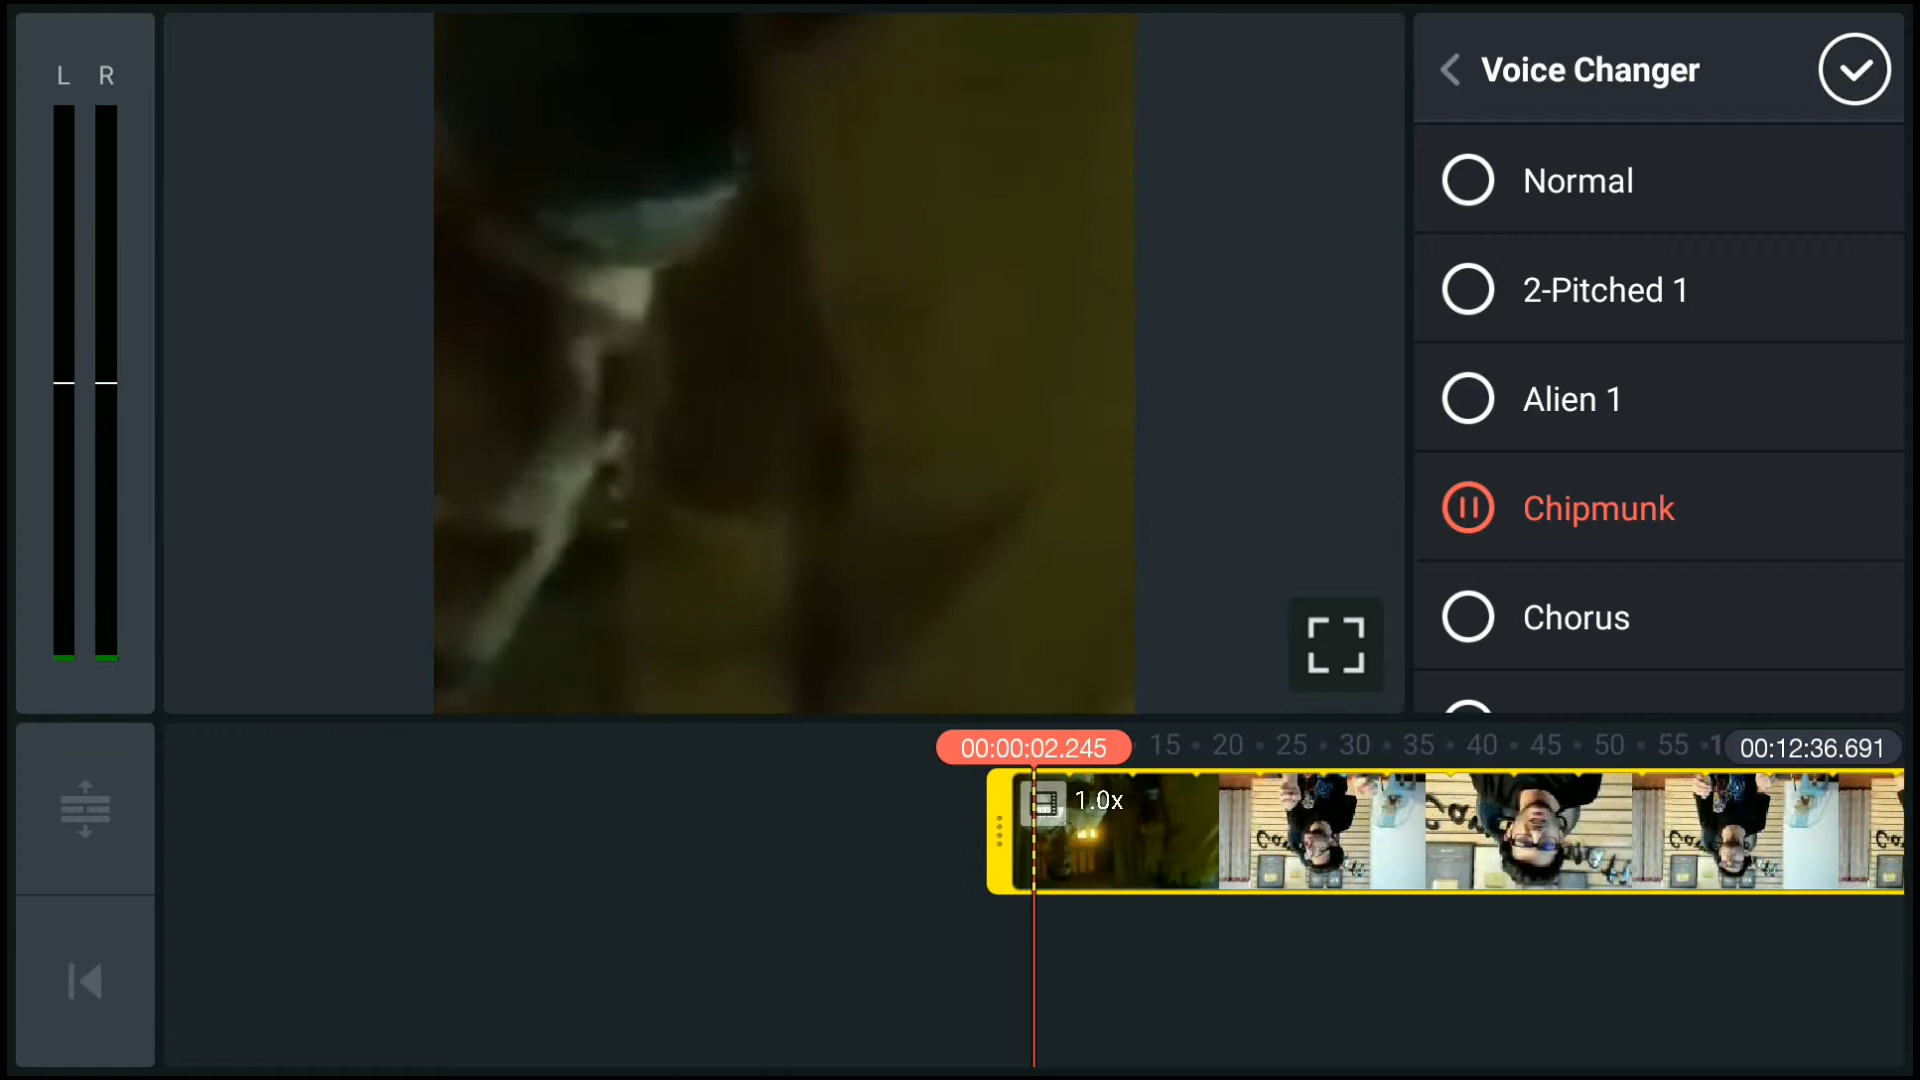 L R
Voice Changer
Normal
2-Pitched 1
Alien 1
Chipmunk
Chorus
00:00:02.245
15 20 25 30 35 40 45 50 55 1
00:12:36.691
1.0x